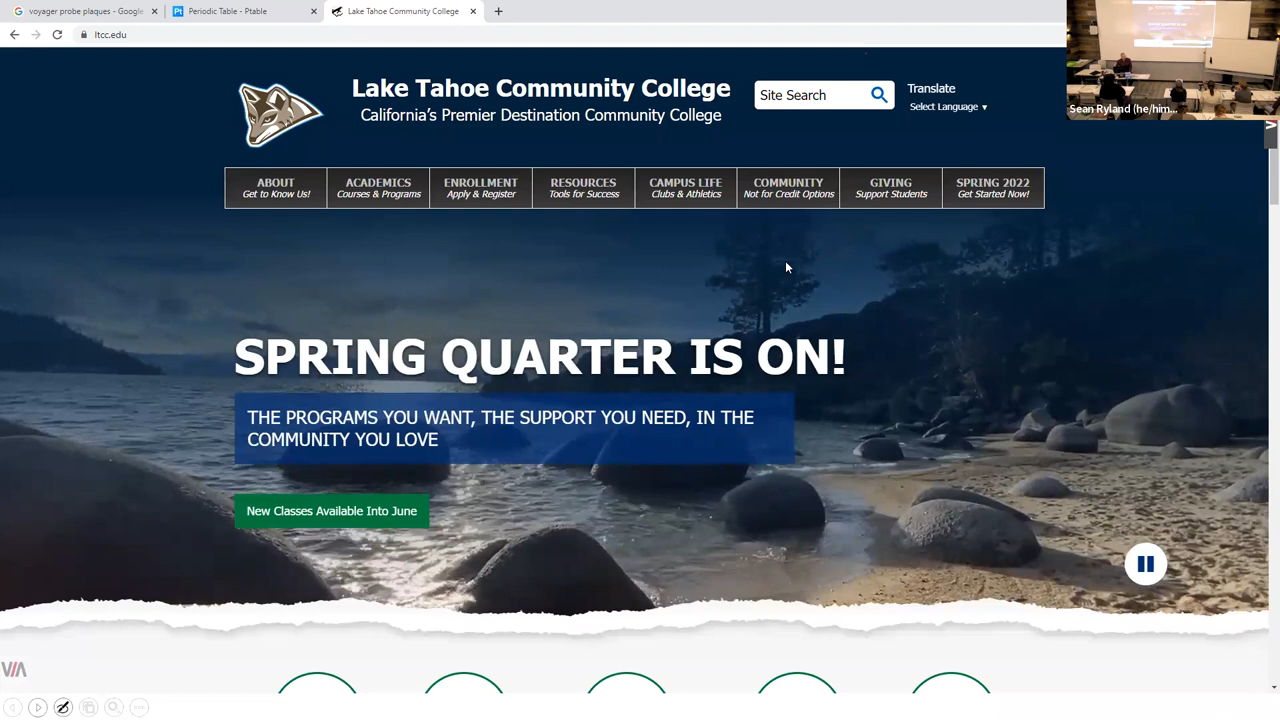 voyager probe plaques - Google
Periodic Table - Ptable
Lake Tahoe Community College
ltcc.edu
Lake Tahoe Community College
California's Premier Destination Community College
Site Search
Translate
Select Language ▼
Sean Ryland (he/him...
ABOUT
Get to Know Us!
ACADEMICS
Courses & Programs
ENROLLMENT
Apply & Register
RESOURCES
Tools for Success
CAMPUS LIFE
Clubs & Athletics
COMMUNITY
Not for Credit Options
GIVING
Support Students
SPRING 2022
Get Started Now!
SPRING QUARTER IS ON!
THE PROGRAMS YOU WANT, THE SUPPORT YOU NEED, IN THE
COMMUNITY YOU LOVE
New Classes Available Into June
VIA